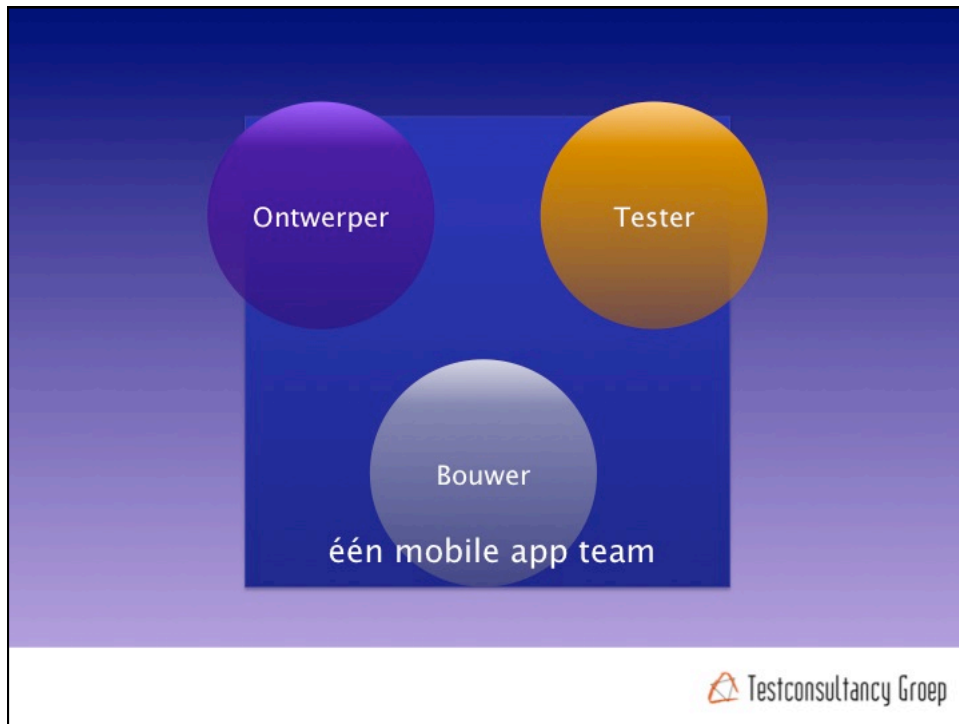 Ontwerper
Tester
Bouwer
één mobile app team
Testconsultancy Groep